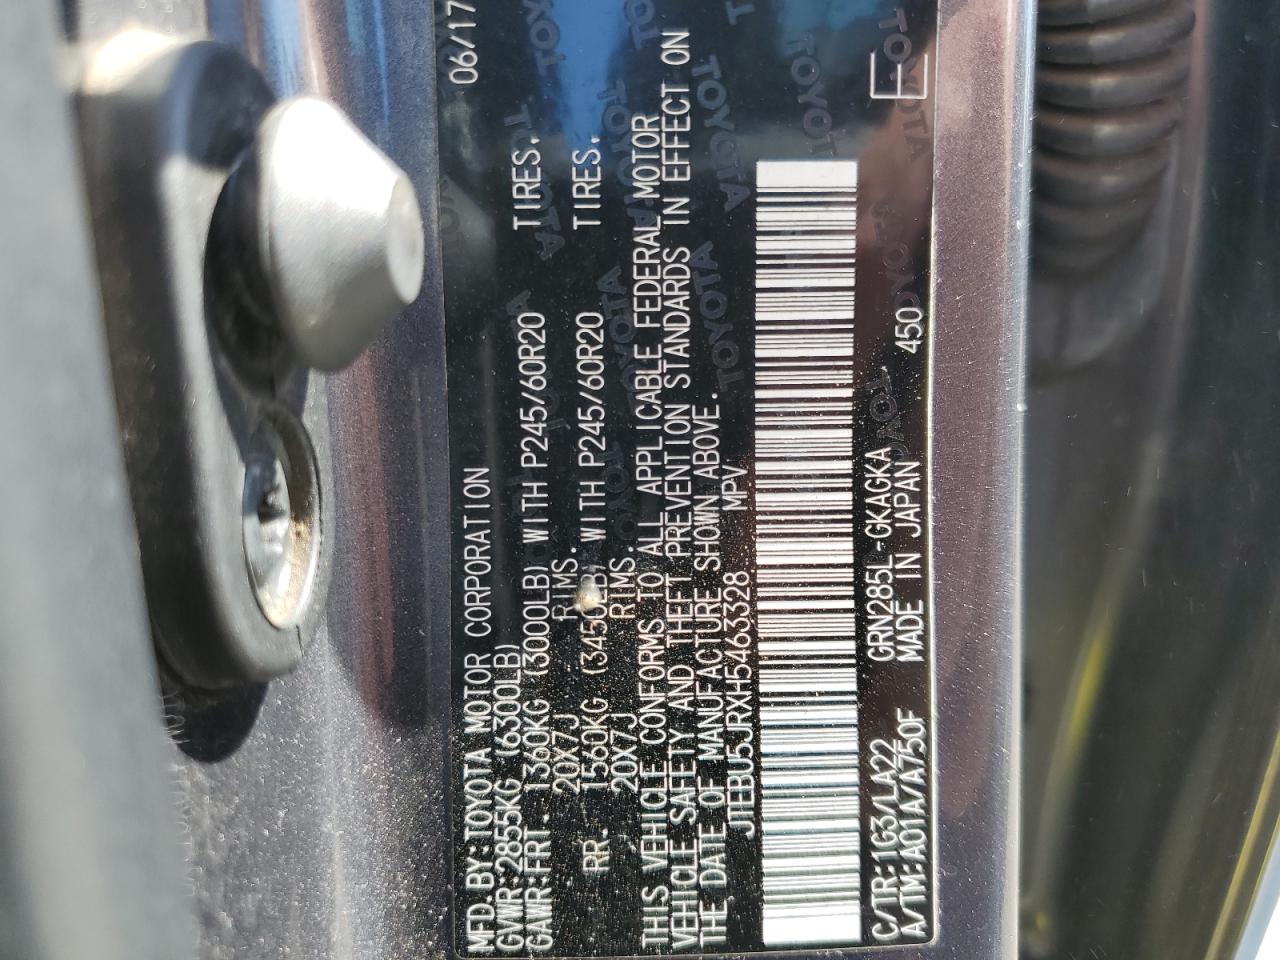 MFD.BY:TOYOTA MOTOR CORPORATION 06/17
GVWR:2855KG (6300LB)
GAWR:FRT. 1360KG (3000LB) WITH P245/60R20 TIRES.
20X7J RIMS.
RR. 1560KG (3450LB) WITH P245/60R20 TIRES.
20X7J RIMS.
THIS VEHICLE CONFORMS TO ALL APPLICABLE FEDERAL MOTOR
VEHICLE SAFETY AND THEFT PREVENTION STANDARDS IN EFFECT ON
THE DATE OF MANUFACTURE SHOWN ABOVE.
JTEBU5JRXH5463328 MPV
C/TR:1G3/LA22 GRN285L-GKAGKA
A/TM:A01A/A750F MADE IN JAPAN 450 E